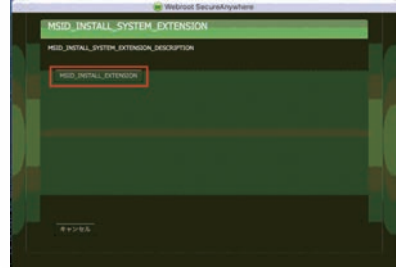 Webroot SecureAnywhere
MSID_INSTALL_SYSTEM_EXTENSION
MSID_INSTALL_SYSTEM_EXTENSION_DESCRIPTION
MSID_INSTALL_EXTENSION
キャンセル